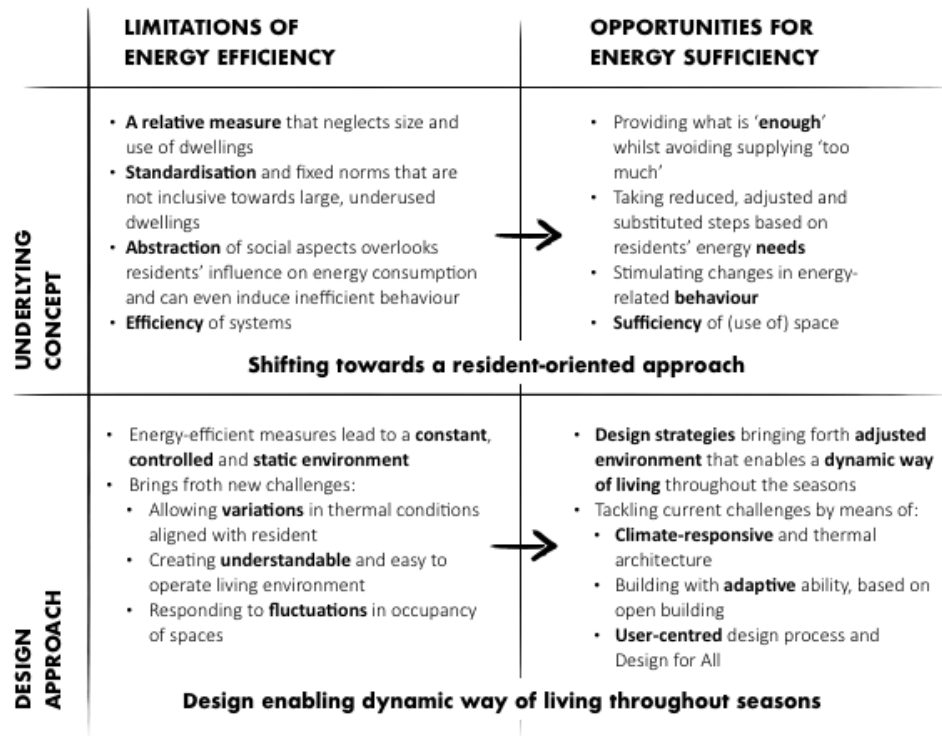 LIMITATIONS OF
ENERGY EFFICIENCY
OPPORTUNITIES FOR
ENERGY SUFFICIENCY
UNDERLYING
CONCEPT
• A relative measure that neglects size and
use of dwellings
• Standardisation and fixed norms that are
not inclusive towards large, underused
dwellings
• Abstraction of social aspects overlooks
residents' influence on energy consumption
and can even induce inefficient behaviour
• Efficiency of systems
• Providing what is 'enough'
whilst avoiding supplying 'too
much'
• Taking reduced, adjusted and
substituted steps based on
residents' energy needs
• Stimulating changes in energy-
related behaviour
• Sufficiency of (use of) space
Shifting towards a resident-oriented approach
DESIGN
APPROACH
• Energy-efficient measures lead to a constant,
controlled and static environment
• Brings froth new challenges:
• Allowing variations in thermal conditions
aligned with resident
• Creating understandable and easy to
operate living environment
• Responding to fluctuations in occupancy
of spaces
• Design strategies bringing forth adjusted
environment that enables a dynamic way
of living throughout the seasons
• Tackling current challenges by means of:
• Climate-responsive and thermal
architecture
• Building with adaptive ability, based on
open building
• User-centred design process and
Design for All
Design enabling dynamic way of living throughout seasons